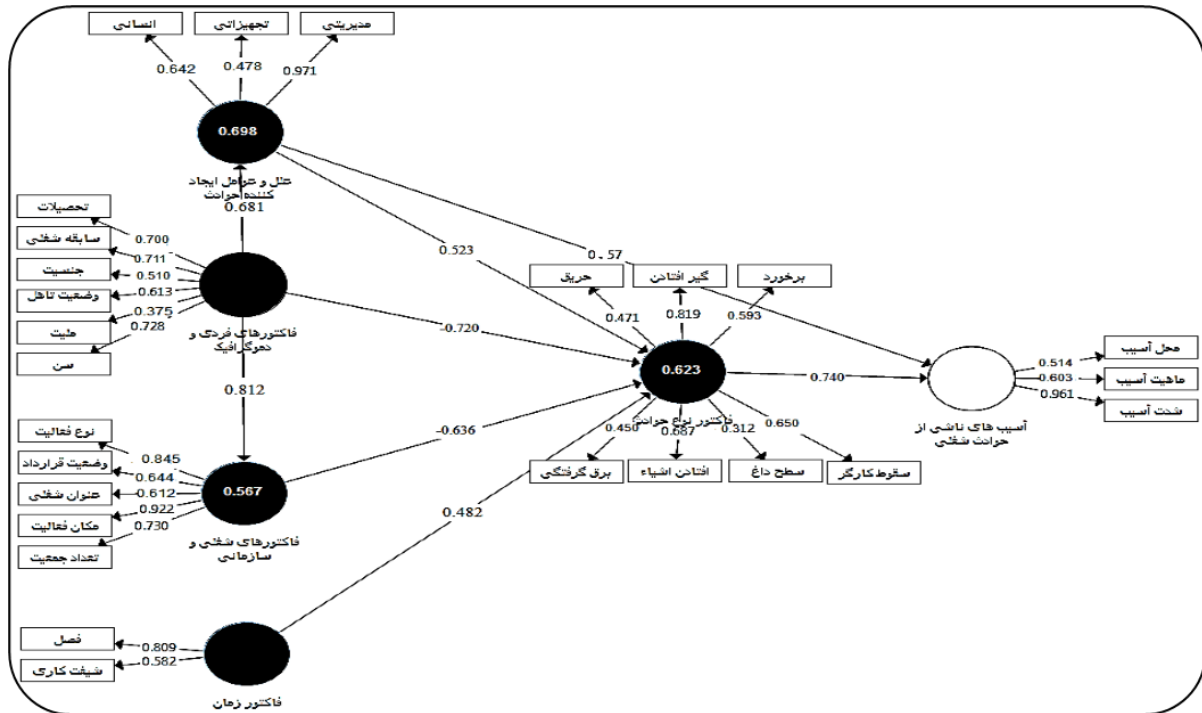 انسانی
تجهیزاتی
مدیریتی
0.642
0.478
0.971
0.698
علل و عوامل ایجاد
کننده حوادث
0.681
تحصیلات
سابقه شغلی
جنسیت
وضعیت تاهل
ملیت
سن
0.700
0.711
0.510
0.613
0.375
0.728
فاکتورهای فردی و
دموگرافیک
0.812
0.523
0.57
-0.720
-0.636
0.482
حریق
گیر افتادن
برخورد
0.471
0.819
0.593
0.623
فاکتور نوع حوادث
0.740
0.450
0.687
0.312
0.650
برق گرفتگی
افتادن اشیاء
سطح داغ
سقوط کارگر
محل آسیب
ماهیت آسیب
شدت آسیب
0.514
0.603
0.961
آسیب های ناشی از
حوادث شغلی
نوع فعالیت
وضعیت قرارداد
عنوان شغلی
مکان فعالیت
تعداد جمعیت
0.845
0.644
0.612
0.922
0.730
0.567
فاکتورهای شغلی و
سازمانی
فصل
شیفت کاری
0.809
0.582
فاکتور زمان